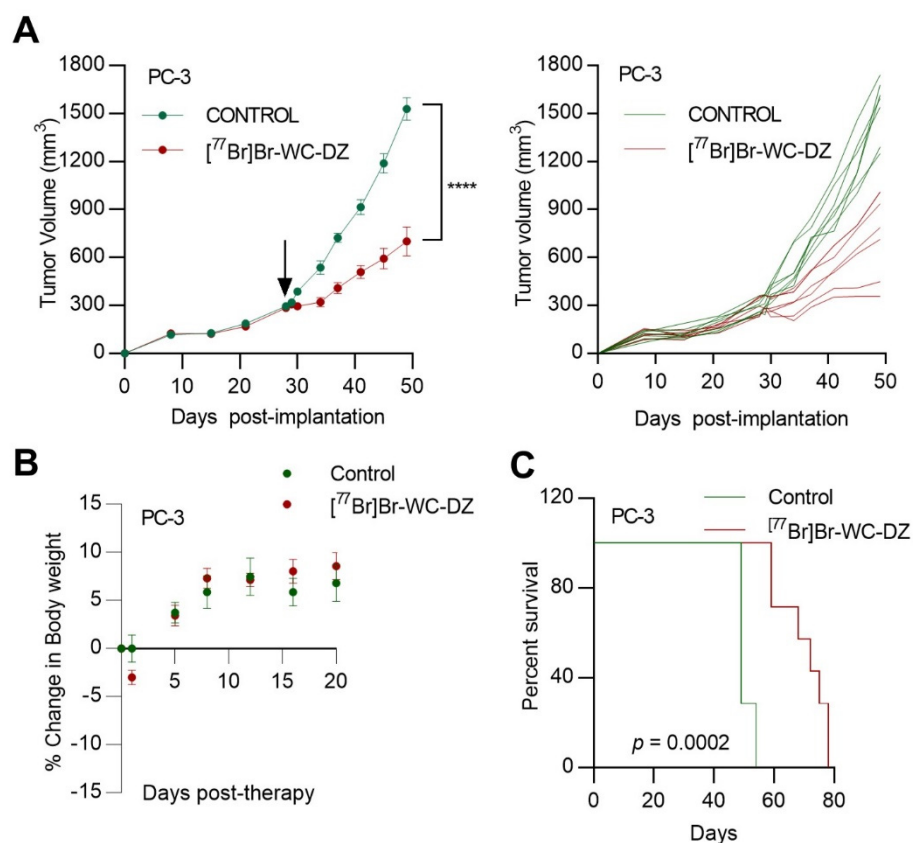 A
1800
1500
1200
900
600
300
0
Tumor Volume (mm³)
PC-3
CONTROL
[⁷⁷Br]Br-WC-DZ
****
0 10 20 30 40 50
Days post-implantation
1800
1500
1200
900
600
300
0
Tumor volume (mm³)
PC-3
CONTROL
[⁷⁷Br]Br-WC-DZ
0 10 20 30 40 50
Days post-implantation
B
Control
[⁷⁷Br]Br-WC-DZ
PC-3
15
10
5
0
-5
-10
-15
% Change in Body weight
5 10 15 20
Days post-therapy
C
Control
[⁷⁷Br]Br-WC-DZ
PC-3
120
80
40
0
Percent survival
p = 0.0002
0 20 40 60 80
Days